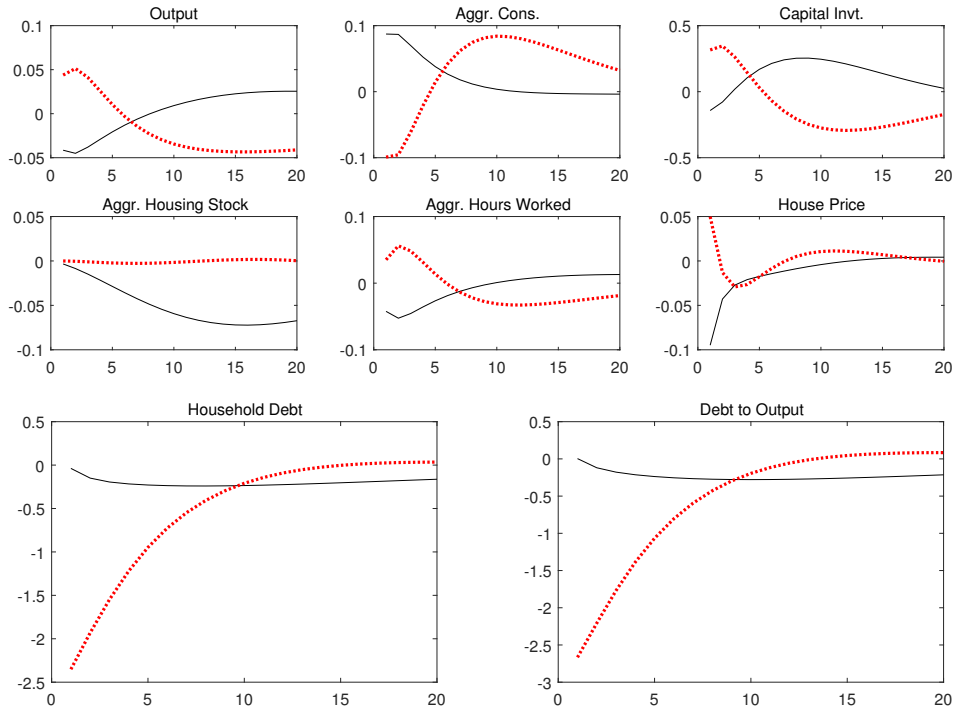 Output
0.1
0.05
0
-0.05
0 5 10 15 20
Aggr. Cons.
0.1
0
-0.1
0 5 10 15 20
Capital Invt.
0.5
0
-0.5
0 5 10 15 20
Aggr. Housing Stock
0.05
0
-0.05
-0.1
0 5 10 15 20
Aggr. Hours Worked
0.1
0
-0.1
0 5 10 15 20
House Price
0.05
0
-0.05
-0.1
0 5 10 15 20
Household Debt
0.5
0
-0.5
-1
-1.5
-2
-2.5
0 5 10 15 20
Debt to Output
0.5
0
-0.5
-1
-1.5
-2
-2.5
-3
0 5 10 15 20